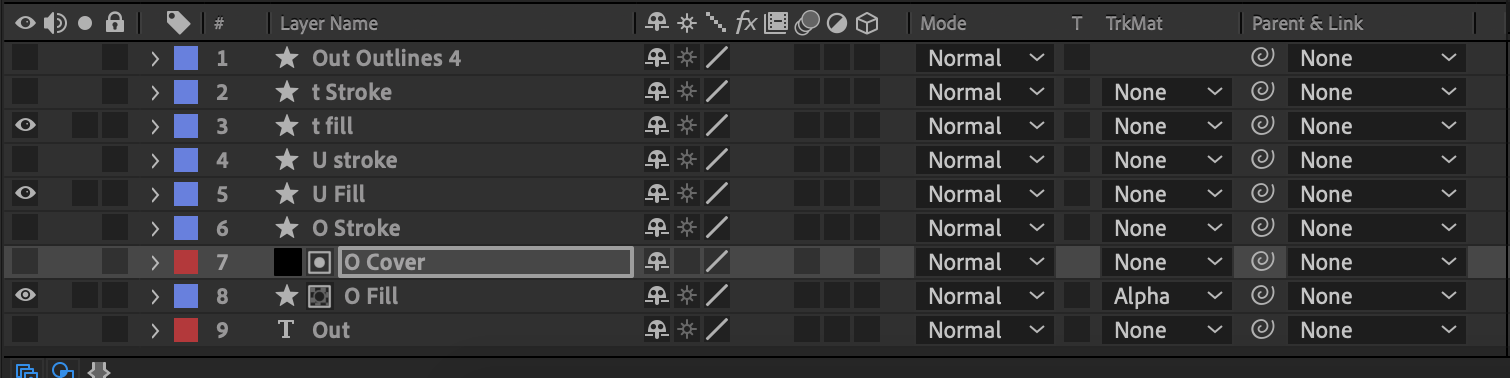 # Layer Name fx Mode T TrkMat Parent & Link
1 Out Outlines 4 Normal None
2 t Stroke Normal None None
3 t fill Normal None None
4 U stroke Normal None None
5 U Fill Normal None None
6 O Stroke Normal None None
7 O Cover Normal None None
8 O Fill Normal Alpha None
9 T Out Normal None None